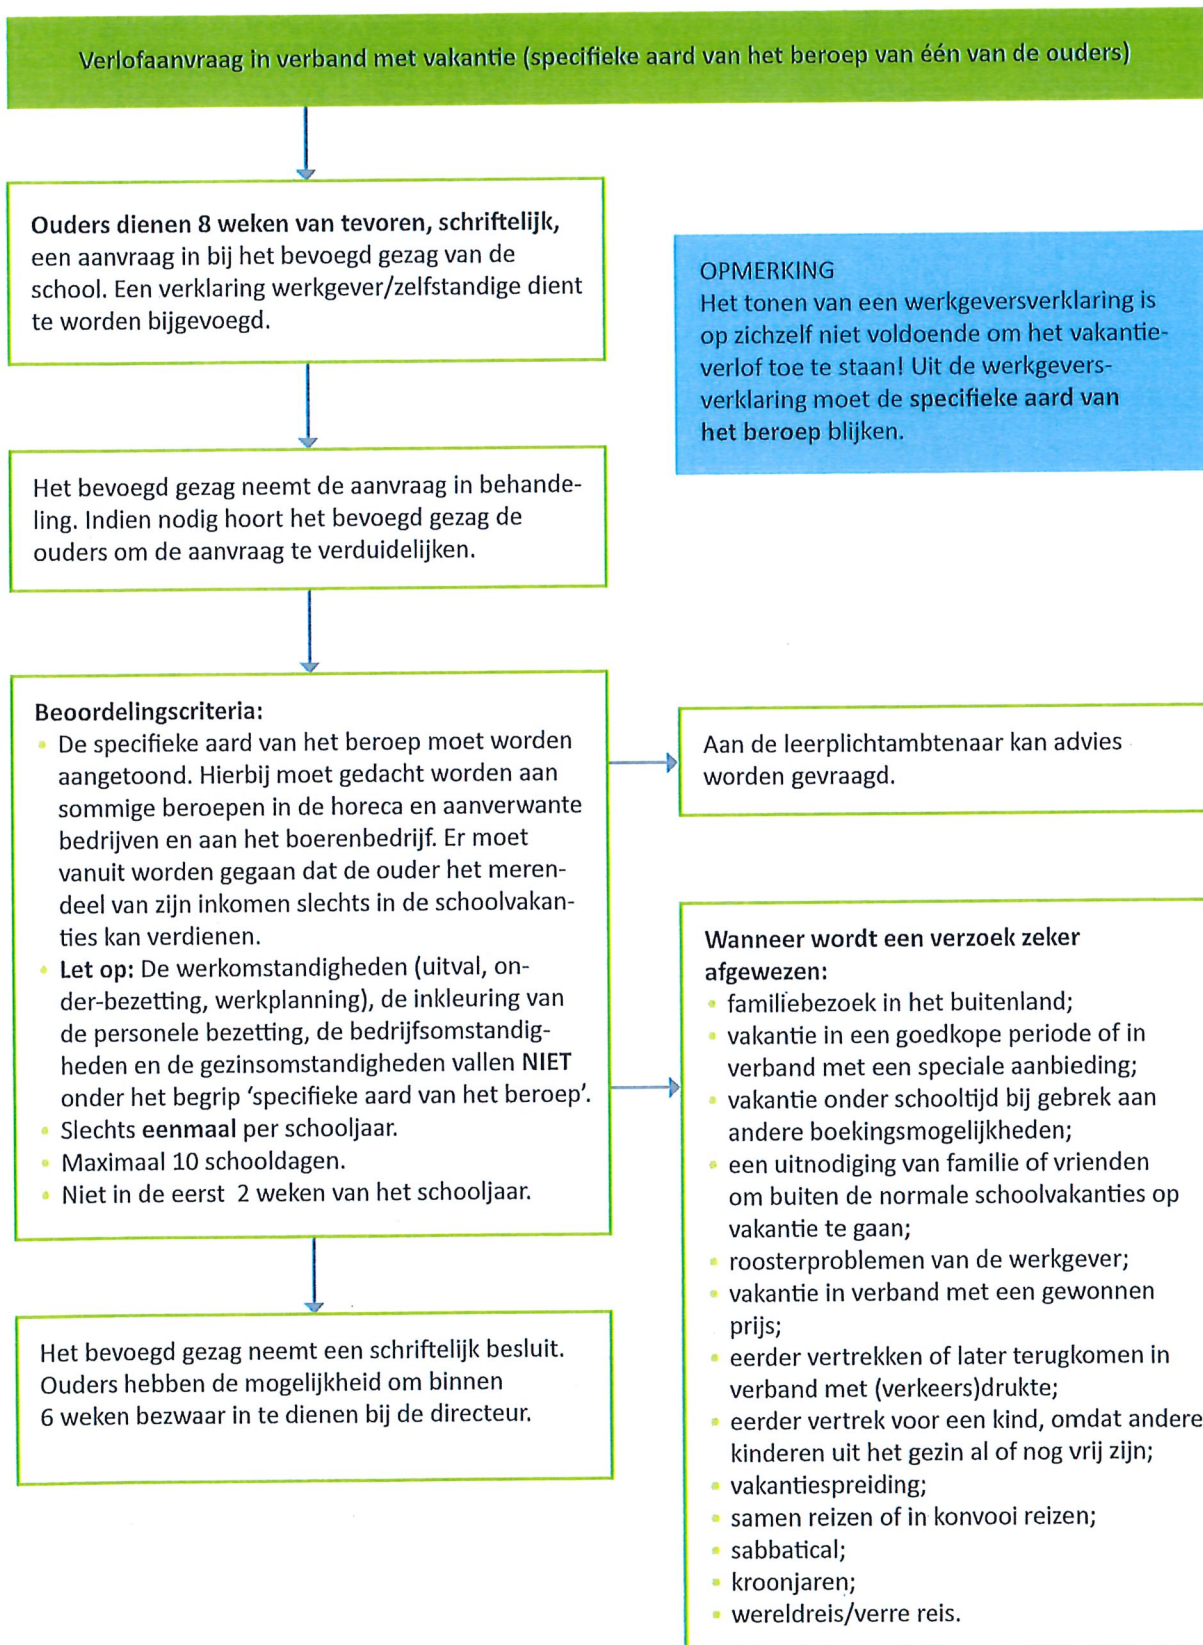 Verlofaanvraag in verband met vakantie (specifieke aard van het beroep van één van de ouders)
Ouders dienen 8 weken van tevoren, schriftelijk,
een aanvraag in bij het bevoegd gezag van de
school. Een verklaring werkgever/zelfstandige dient
te worden bijgevoegd.
OPMERKING
Het tonen van een werkgeversverklaring is
op zichzelf niet voldoende om het vakantie-
verlof toe te staan! Uit de werkgevers-
verklaring moet de specifieke aard van
het beroep blijken.
Het bevoegd gezag neemt de aanvraag in behande-
ling. Indien nodig hoort het bevoegd gezag de
ouders om de aanvraag te verduidelijken.
Beoordelingscriteria:
• De specifieke aard van het beroep moet worden
aangetoond. Hierbij moet gedacht worden aan
sommige beroepen in de horeca en aanverwante
bedrijven en aan het boerenbedrijf. Er moet
vanuit worden gegaan dat de ouder het meren-
deel van zijn inkomen slechts in de schoolvakan-
ties kan verdienen.
• Let op: De werkomstandigheden (uitval, on-
der-bezetting, werkplanning), de inkleuring van
de personele bezetting, de bedrijfsomstandig-
heden en de gezinsomstandigheden vallen NIET
onder het begrip ‘specifieke aard van het beroep’.
• Slechts eenmaal per schooljaar.
• Maximaal 10 schooldagen.
• Niet in de eerst 2 weken van het schooljaar.
Aan de leerplichtambtenaar kan advies
worden gevraagd.
Wanneer wordt een verzoek zeker
afgewezen:
• familiebezoek in het buitenland;
• vakantie in een goedkope periode of in
verband met een speciale aanbieding;
• vakantie onder schooltijd bij gebrek aan
andere boekingsmogelijkheden;
• een uitnodiging van familie of vrienden
om buiten de normale schoolvakanties op
vakantie te gaan;
• roosterproblemen van de werkgever;
• vakantie in verband met een gewonnen
prijs;
• eerder vertrekken of later terugkomen in
verband met (verkeers)drukte;
• eerder vertrek voor een kind, omdat andere
kinderen uit het gezin al of nog vrij zijn;
• vakantiespreiding;
• samen reizen of in konvooi reizen;
• sabbatical;
• kroonjaren;
• wereldreis/verre reis.
Het bevoegd gezag neemt een schriftelijk besluit.
Ouders hebben de mogelijkheid om binnen
6 weken bezwaar in te dienen bij de directeur.